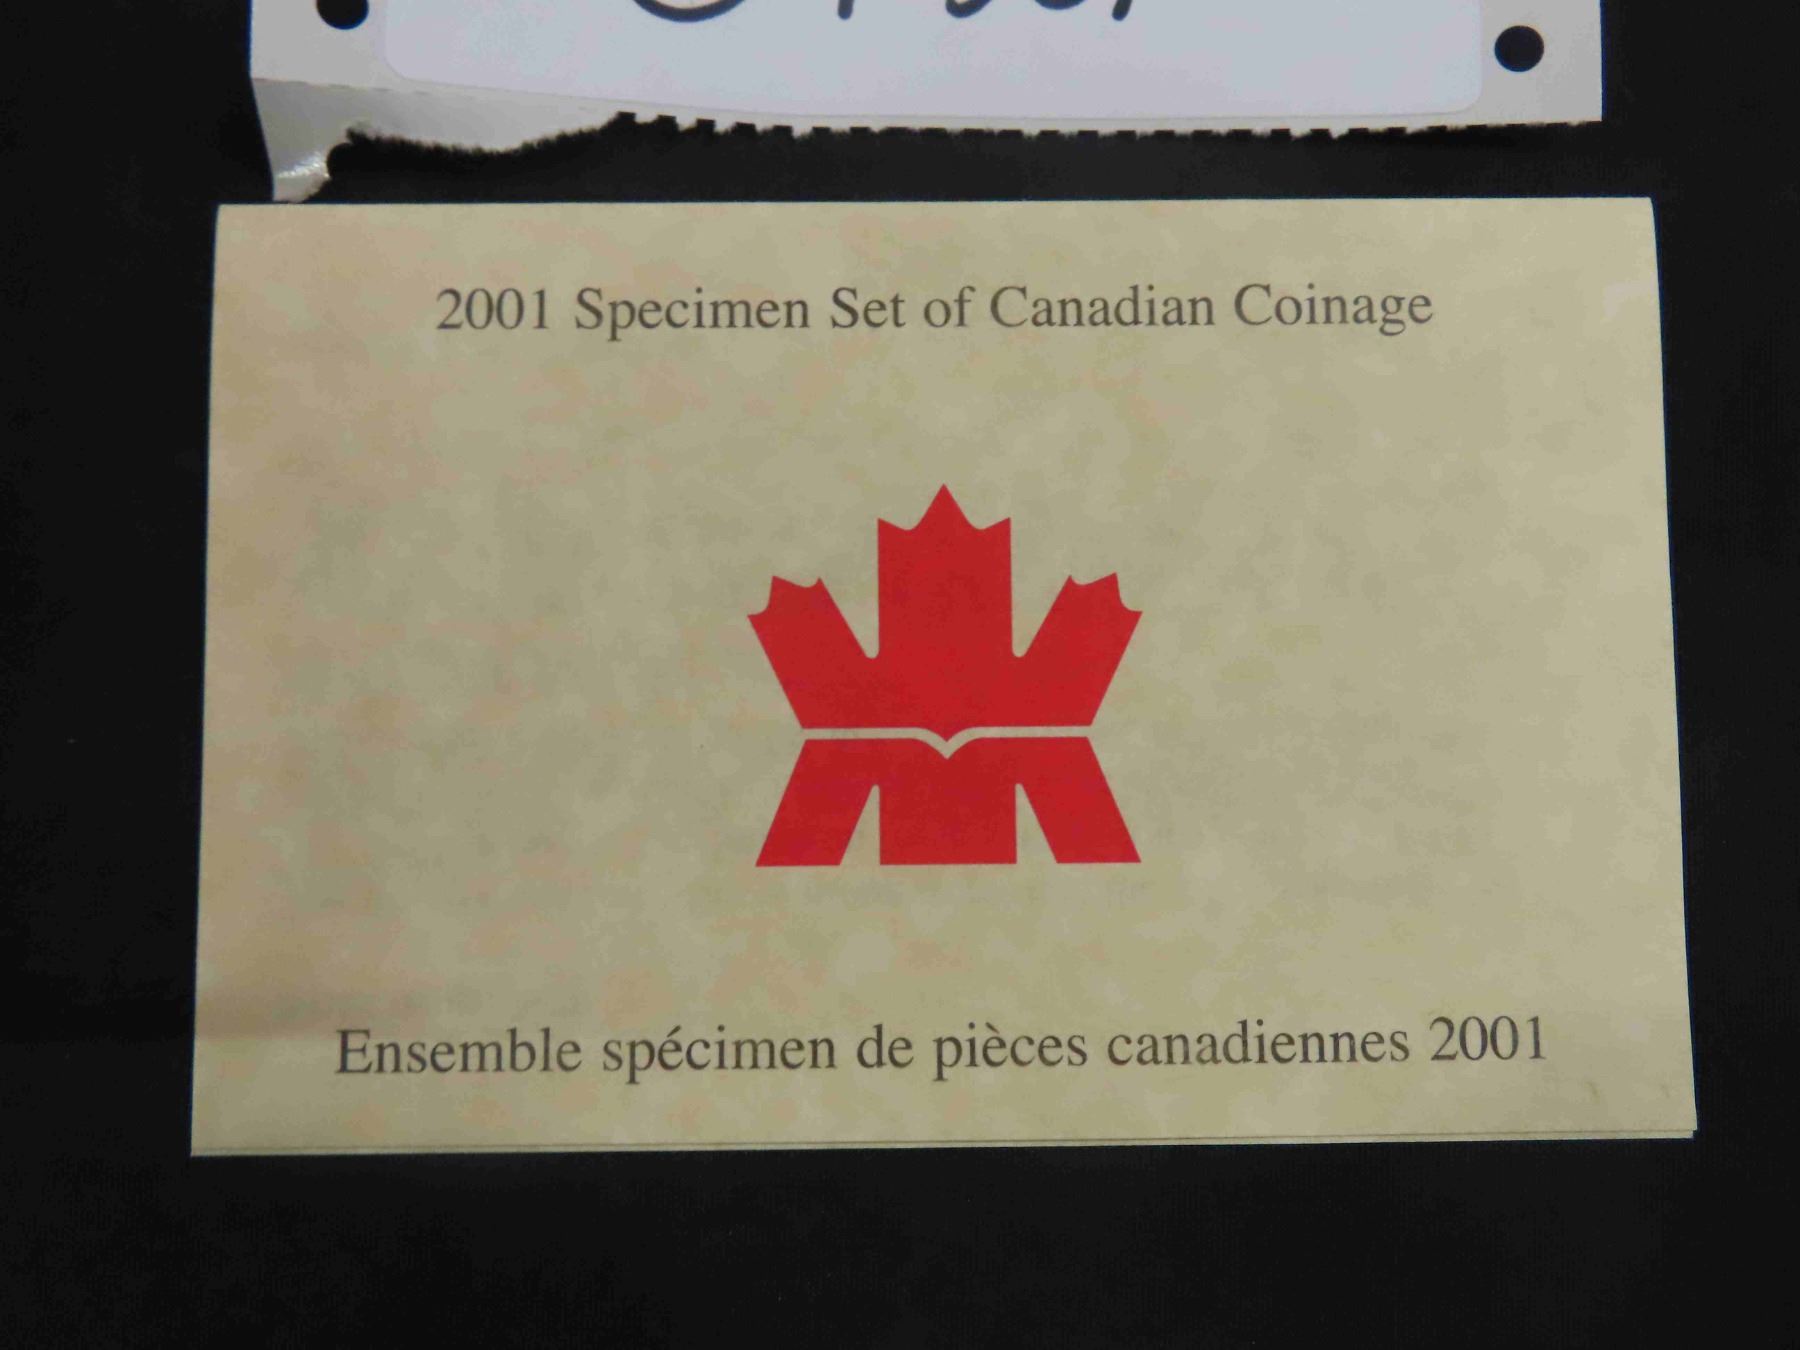 2001 Specimen Set of Canadian Coinage
Ensemble spécimen de pièces canadiennes 2001